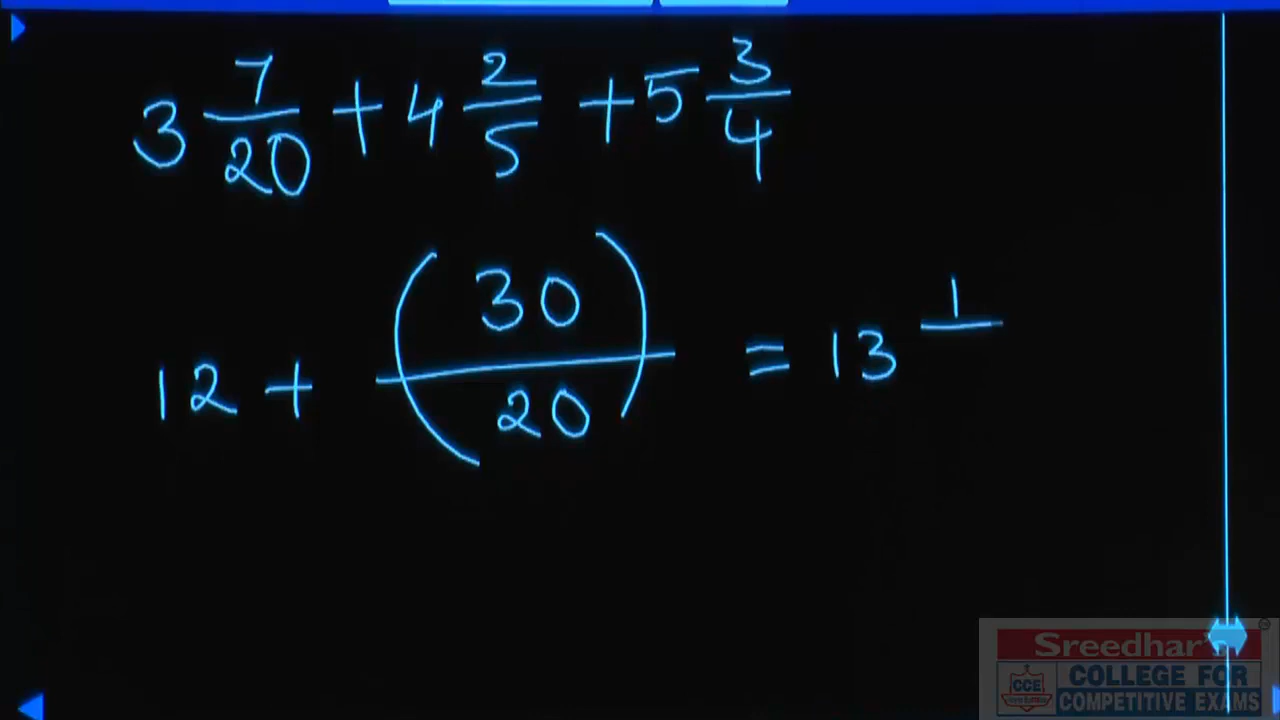 3 7/20 + 4 2/5 + 5 3/4
12 + (30/20) = 13 1/
Sreedhar's
CCE
COLLEGE FOR
COMPETITIVE EXAMS